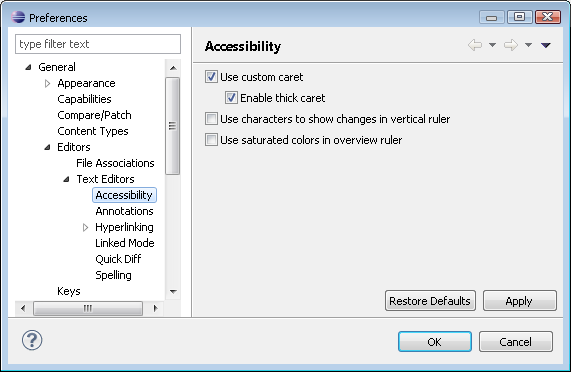 Preferences
type filter text
General
Appearance
Capabilities
Compare/Patch
Content Types
Editors
File Associations
Text Editors
Accessibility
Annotations
Hyperlinking
Linked Mode
Quick Diff
Spelling
Keys
Accessibility
Use custom caret
Enable thick caret
Use characters to show changes in vertical ruler
Use saturated colors in overview ruler
Restore Defaults Apply
? OK Cancel